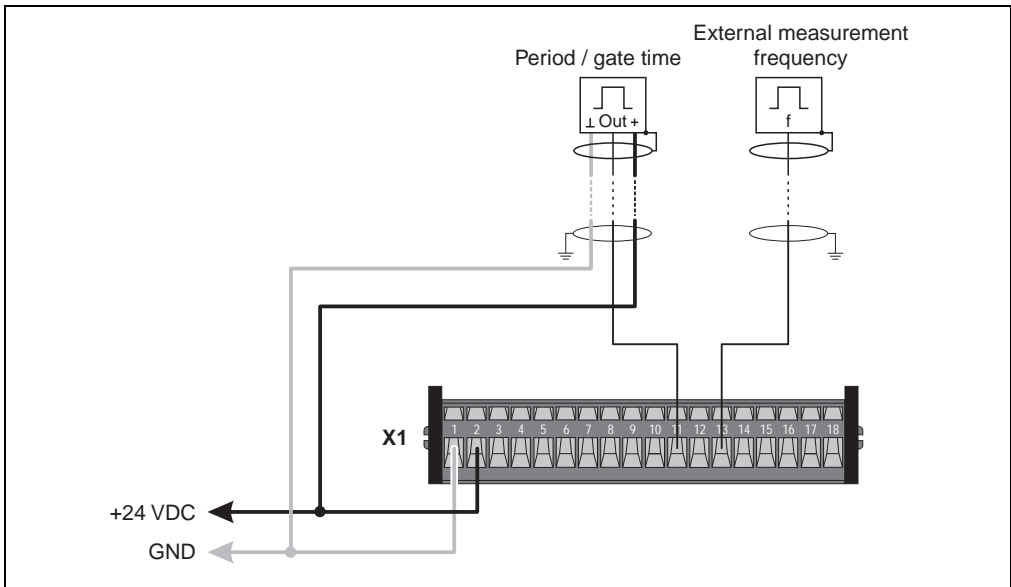 Period / gate time
External measurement
frequency
⊥ Out +
f
X1
1 2 3 4 5 6 7 8 9 10 11 12 13 14 15 16 17 18
+24 VDC
GND